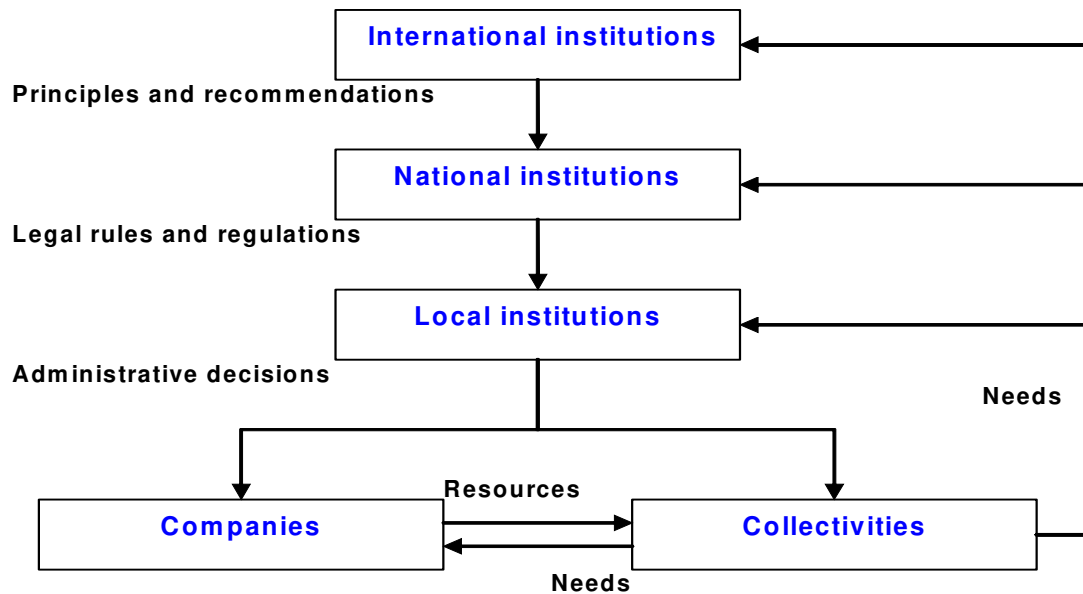 International institutions
Principles and recommendations
National institutions
Legal rules and regulations
Local institutions
Administrative decisions
Needs
Resources
Companies
Collectivities
Needs